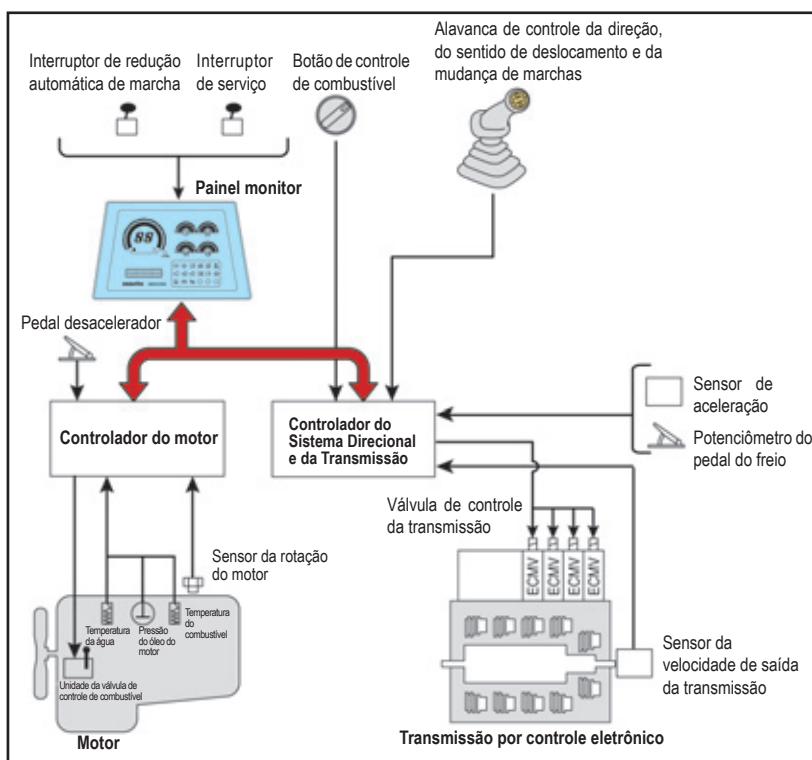 Interruptor de redução
automática de marcha
Interruptor
de serviço
Botão de controle
de combustível
Alavanca de controle da direção,
do sentido de deslocamento e da
mudança de marchas
Painel monitor
Pedal desacelerador
Controlador do motor
Controlador do
Sistema Direcional
e da Transmissão
Sensor de
aceleração
Potenciômetro do
pedal do freio
Válvula de controle
da transmissão
Sensor da rotação
do motor
ECMV
ECMV
ECMV
ECMV
Temperatura
da água
Pressão
do óleo do
motor
Temperatura
do
combustível
Unidade da válvula de
controle de combustível
Sensor da
velocidade de saída
da transmissão
Motor
Transmissão por controle eletrônico